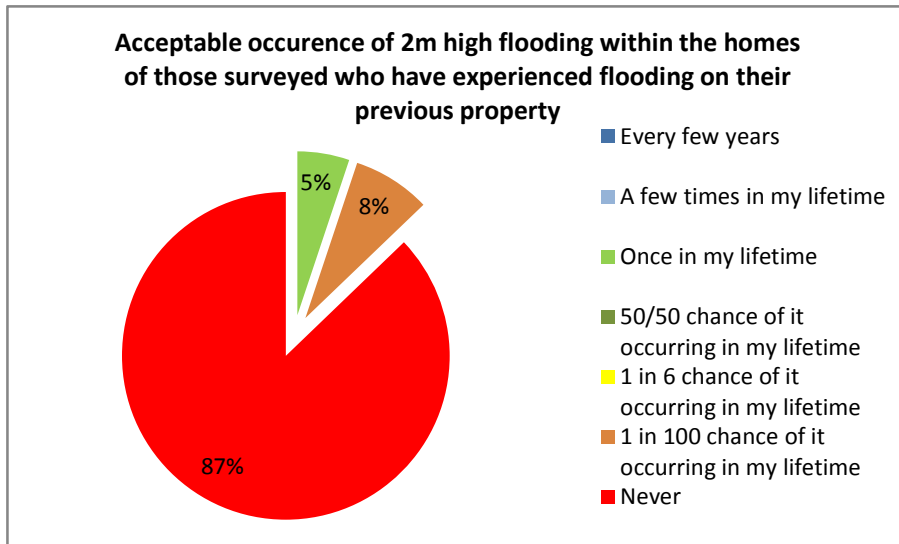 Acceptable occurence of 2m high flooding within the homes
of those surveyed who have experienced flooding on their
previous property
5%
8%
87%
Every few years
A few times in my lifetime
Once in my lifetime
50/50 chance of it
occurring in my lifetime
1 in 6 chance of it
occurring in my lifetime
1 in 100 chance of it
occurring in my lifetime
Never